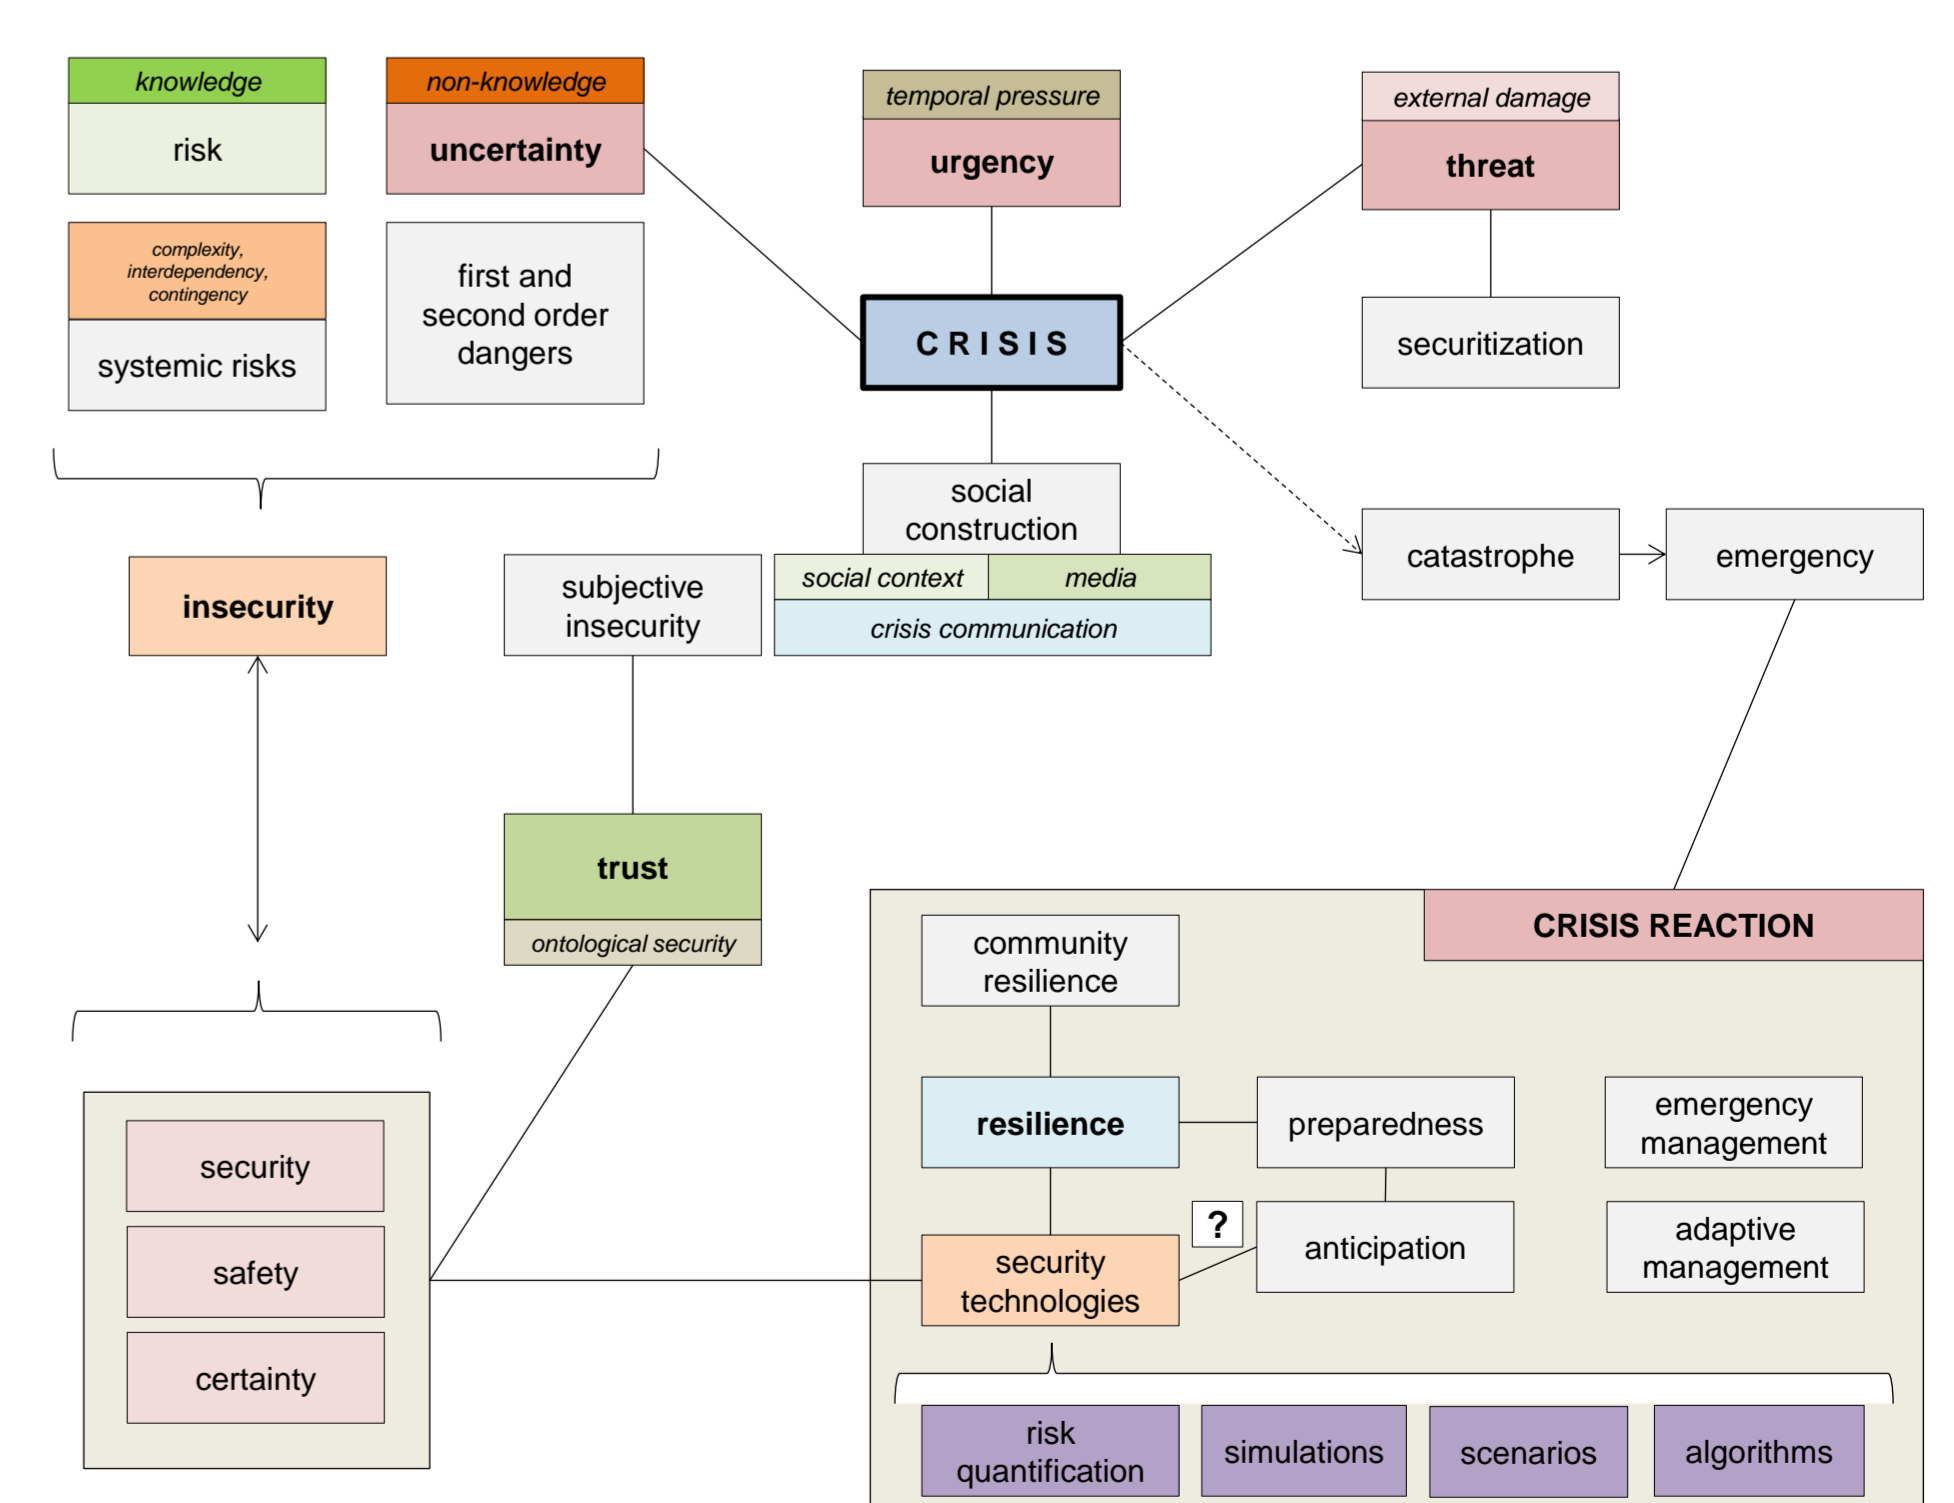 knowledge
risk
non-knowledge
uncertainty
temporal pressure
urgency
external damage
threat
complexity,
interdependency,
contingency
systemic risks
first and
second order
dangers
C R I S I S
securitization
social
construction
social context
media
crisis communication
catastrophe
emergency
insecurity
subjective
insecurity
trust
ontological security
CRISIS REACTION
community
resilience
resilience
preparedness
emergency
management
security
technologies
?
anticipation
adaptive
management
security
safety
certainty
risk
quantification
simulations
scenarios
algorithms